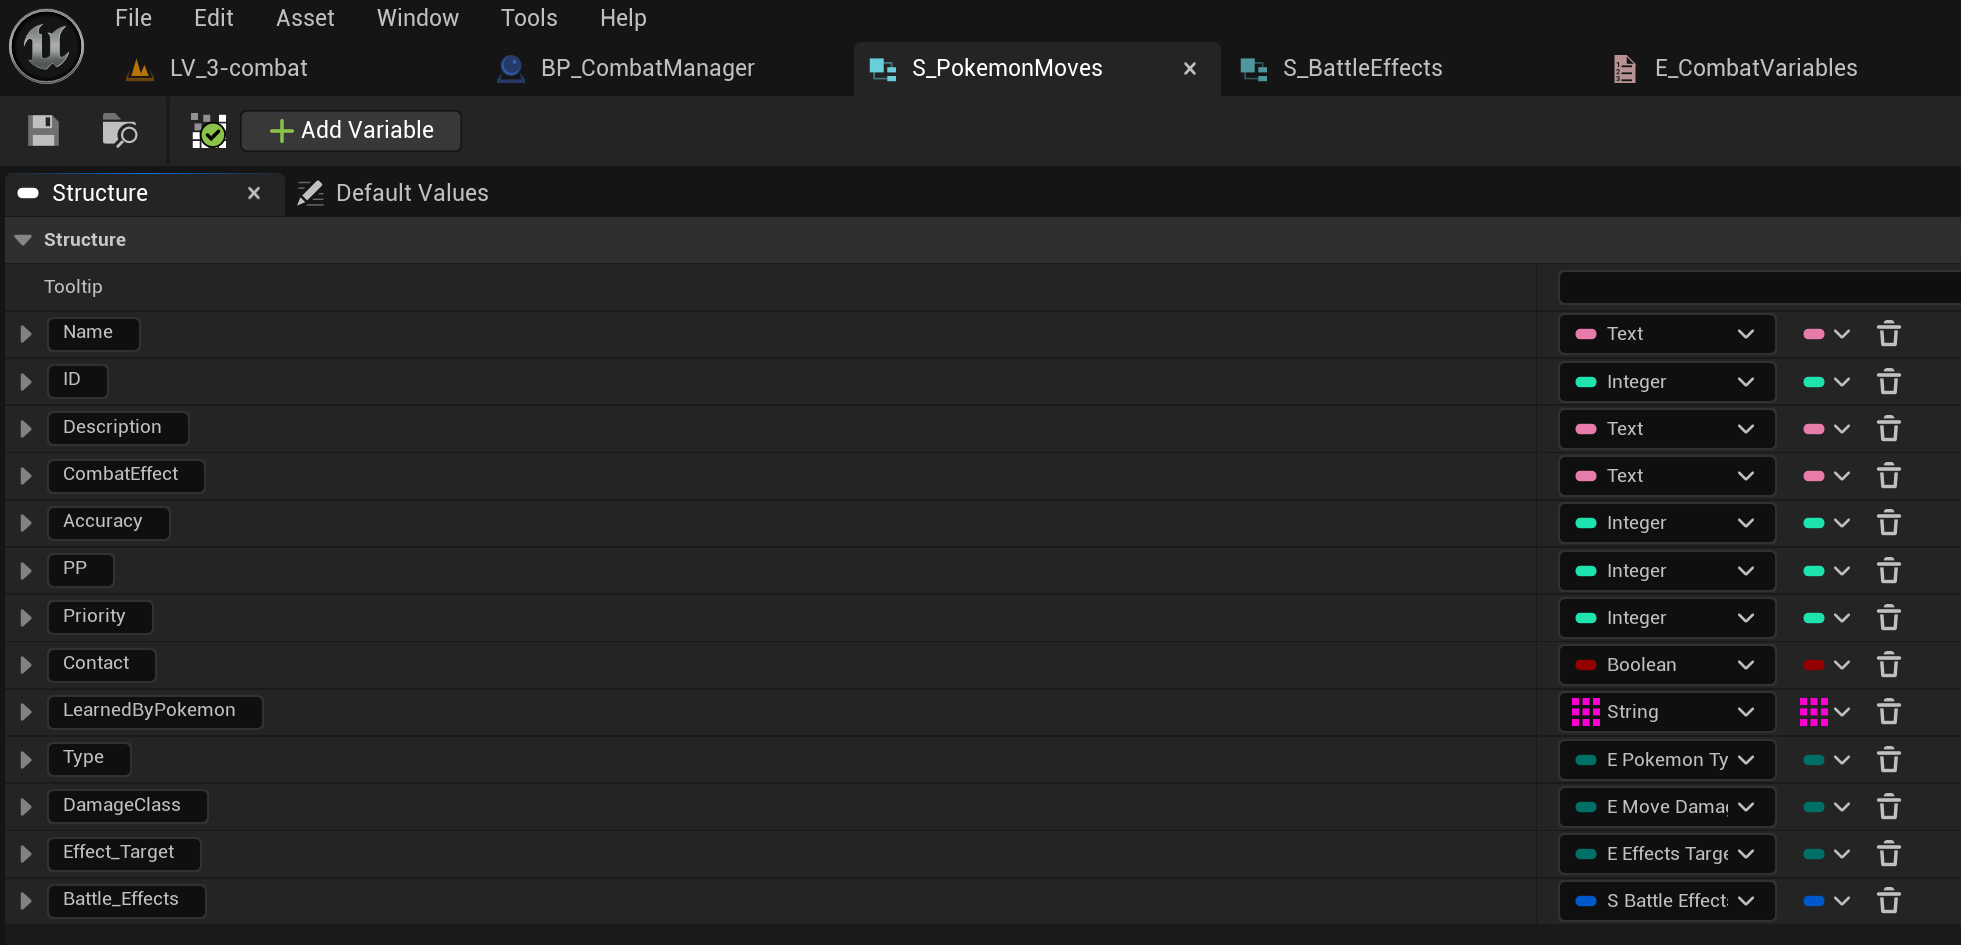 File Edit Asset Window Tools Help
LV_3-combat BP_CombatManager S_PokemonMoves S_BattleEffects E_CombatVariables
Add Variable
Structure Default Values
Structure
Tooltip
Name Text
ID Integer
Description Text
CombatEffect Text
Accuracy Integer
PP Integer
Priority Integer
Contact Boolean
LearnedByPokemon String
Type E Pokemon Ty
DamageClass E Move Damag
Effect_Target E Effects Targe
Battle_Effects S Battle Effect